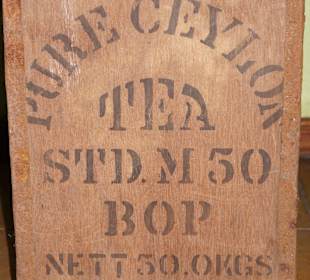 PURE CEYLON
TEA
STD.M 50
BOP
NETT 50.0KGS